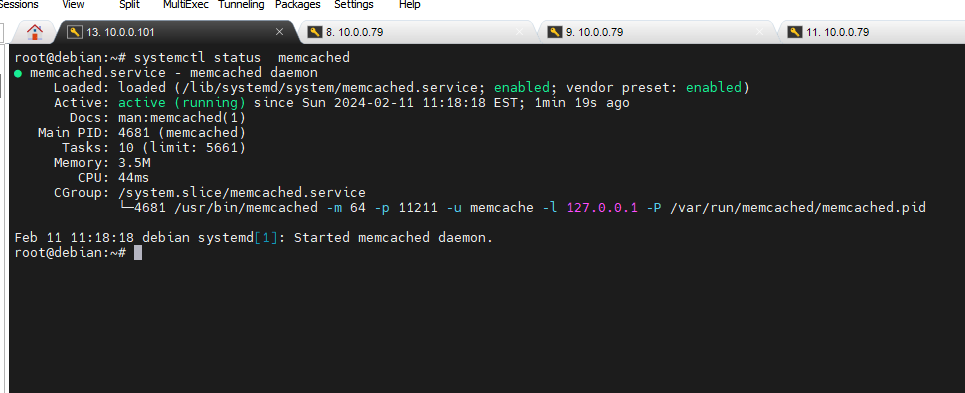 Sessions View Split MultiExec Tunneling Packages Settings Help
13. 10.0.0.101 8. 10.0.0.79 9. 10.0.0.79 11. 10.0.0.79
root@debian:~# systemctl status  memcached
● memcached.service - memcached daemon
     Loaded: loaded (/lib/systemd/system/memcached.service; enabled; vendor preset: enabled)
     Active: active (running) since Sun 2024-02-11 11:18:18 EST; 1min 19s ago
       Docs: man:memcached(1)
   Main PID: 4681 (memcached)
      Tasks: 10 (limit: 5661)
     Memory: 3.5M
        CPU: 44ms
     CGroup: /system.slice/memcached.service
             └─4681 /usr/bin/memcached -m 64 -p 11211 -u memcache -l 127.0.0.1 -P /var/run/memcached/memcached.pid
Feb 11 11:18:18 debian systemd[1]: Started memcached daemon.
root@debian:~#